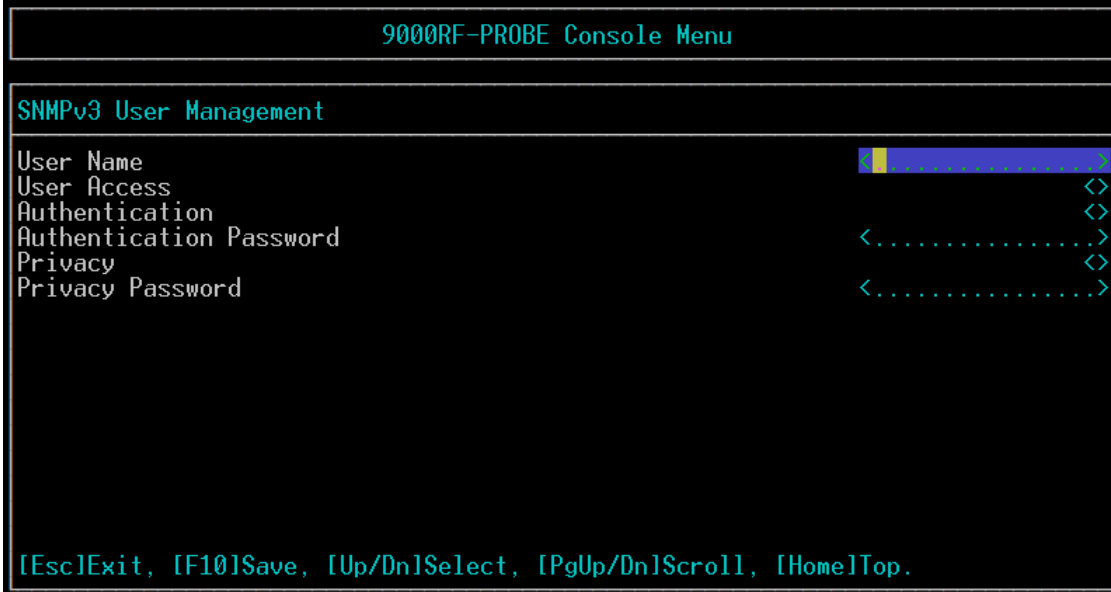 9000RF-PROBE Console Menu
SNMPv3 User Management
User Name <................>
User Access <>
Authentication <>
Authentication Password <................>
Privacy <>
Privacy Password <................>
[Esc]Exit, [F10]Save, [Up/Dn]Select, [PgUp/Dn]Scroll, [Home]Top.